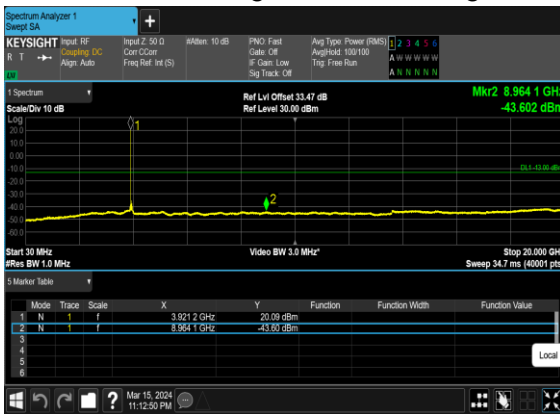 Spectrum Analyzer 1
Swept SA
+
KEYSIGHT Input: RF Input Z: 50 Ω #Atten: 10 dB PNO: Fast Avg Type: Power (RMS) 1 2 3 4 5 6
R T Coupling: DC Corr CCorr Gate: Off Avg|Hold: 100/100 A W W W W W
Align: Auto Freq Ref: Int (S) IF Gain: Low Trig: Free Run
LV Sig Track: Off A N N N N N
1 Spectrum Ref Lvl Offset 33.47 dB Mkr2 8.964 1 GHz
Scale/Div 10 dB Ref Level 30.00 dBm -43.602 dBm
Log
20.0 1
10.0
0.00
-10.0 DL1 -13.00 dBm
-20.0
-30.0
-40.0 2
-50.0
-60.0
Start 30 MHz Video BW 3.0 MHz* Stop 20.000 GH
#Res BW 1.0 MHz Sweep 34.7 ms (40001 pts
5 Marker Table
Mode Trace Scale X Y Function Function Width Function Value
1 N 1 f 3.921 2 GHz 20.09 dBm
2 N 1 f 8.964 1 GHz -43.60 dBm
3
4
5
6
Local
? Mar 15, 2024
11:12:50 PM